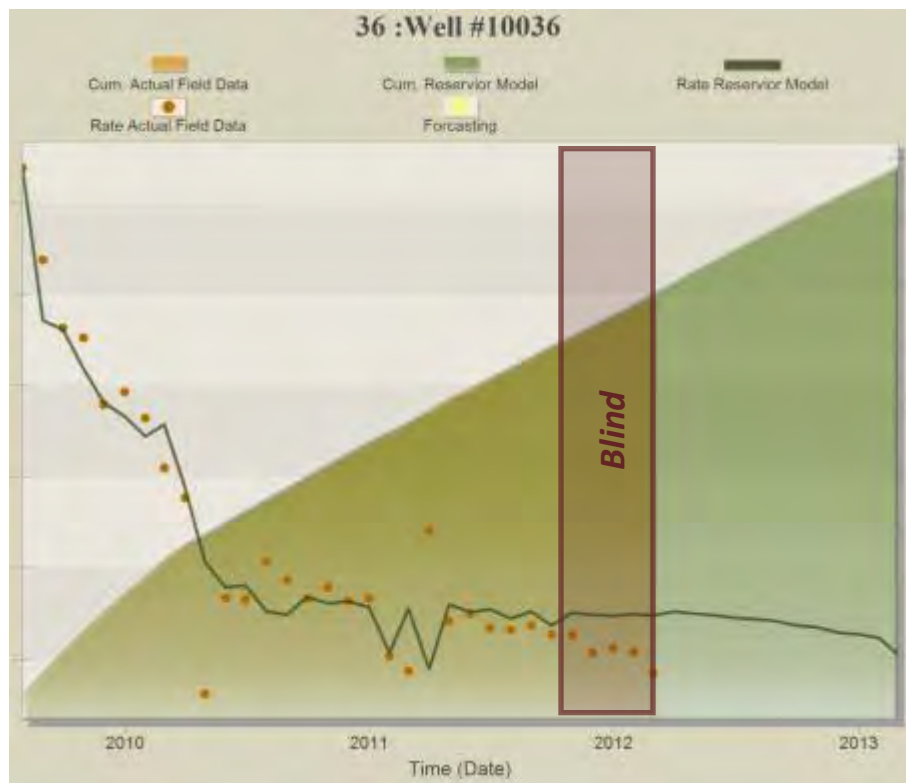 36 :Well #10036
Cum. Actual Field Data
Cum. Reservior Model
Rate Reservior Model
Rate Actual Field Data
Forcasting
Blind
2010
2011
2012
2013
Time (Date)